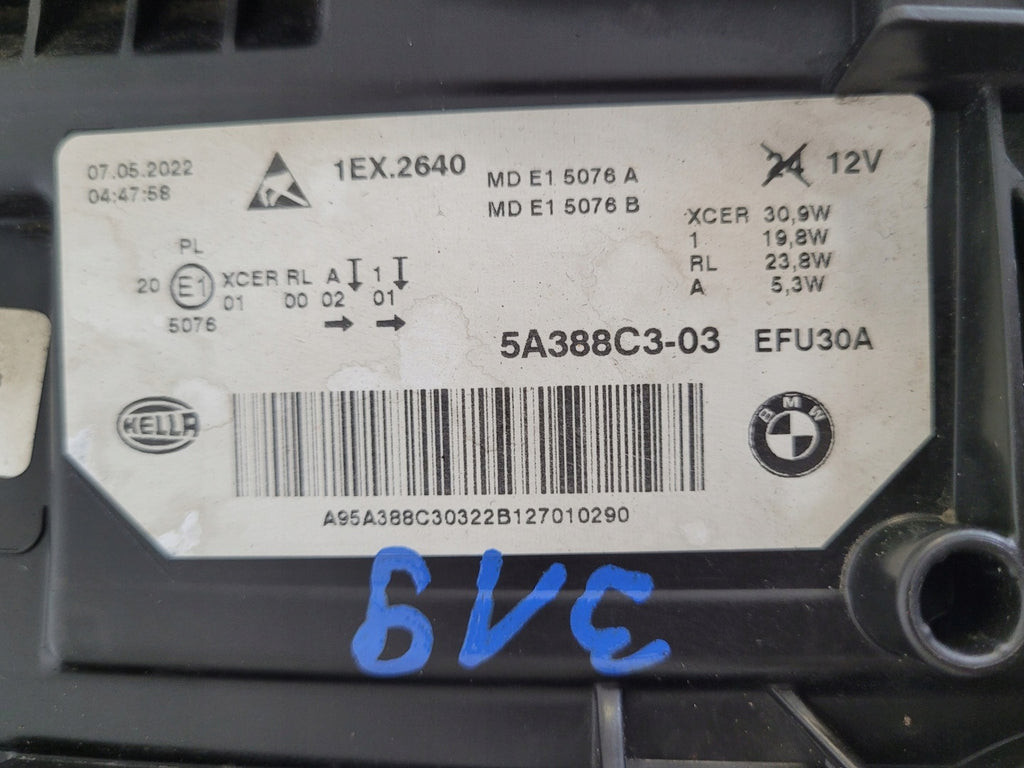 07.05.2022
04:47:58
1EX.2640
MD E1 5076 A
MD E1 5076 B
24 12V
XCER 30,9W
1 19,8W
RL 23,8W
A 5,3W
PL
20 E1 XCER RL A 1
01 00 02 01
5076
5A388C3-03 EFU30A
HELLA
BMW
A95A388C30322B127010290
319